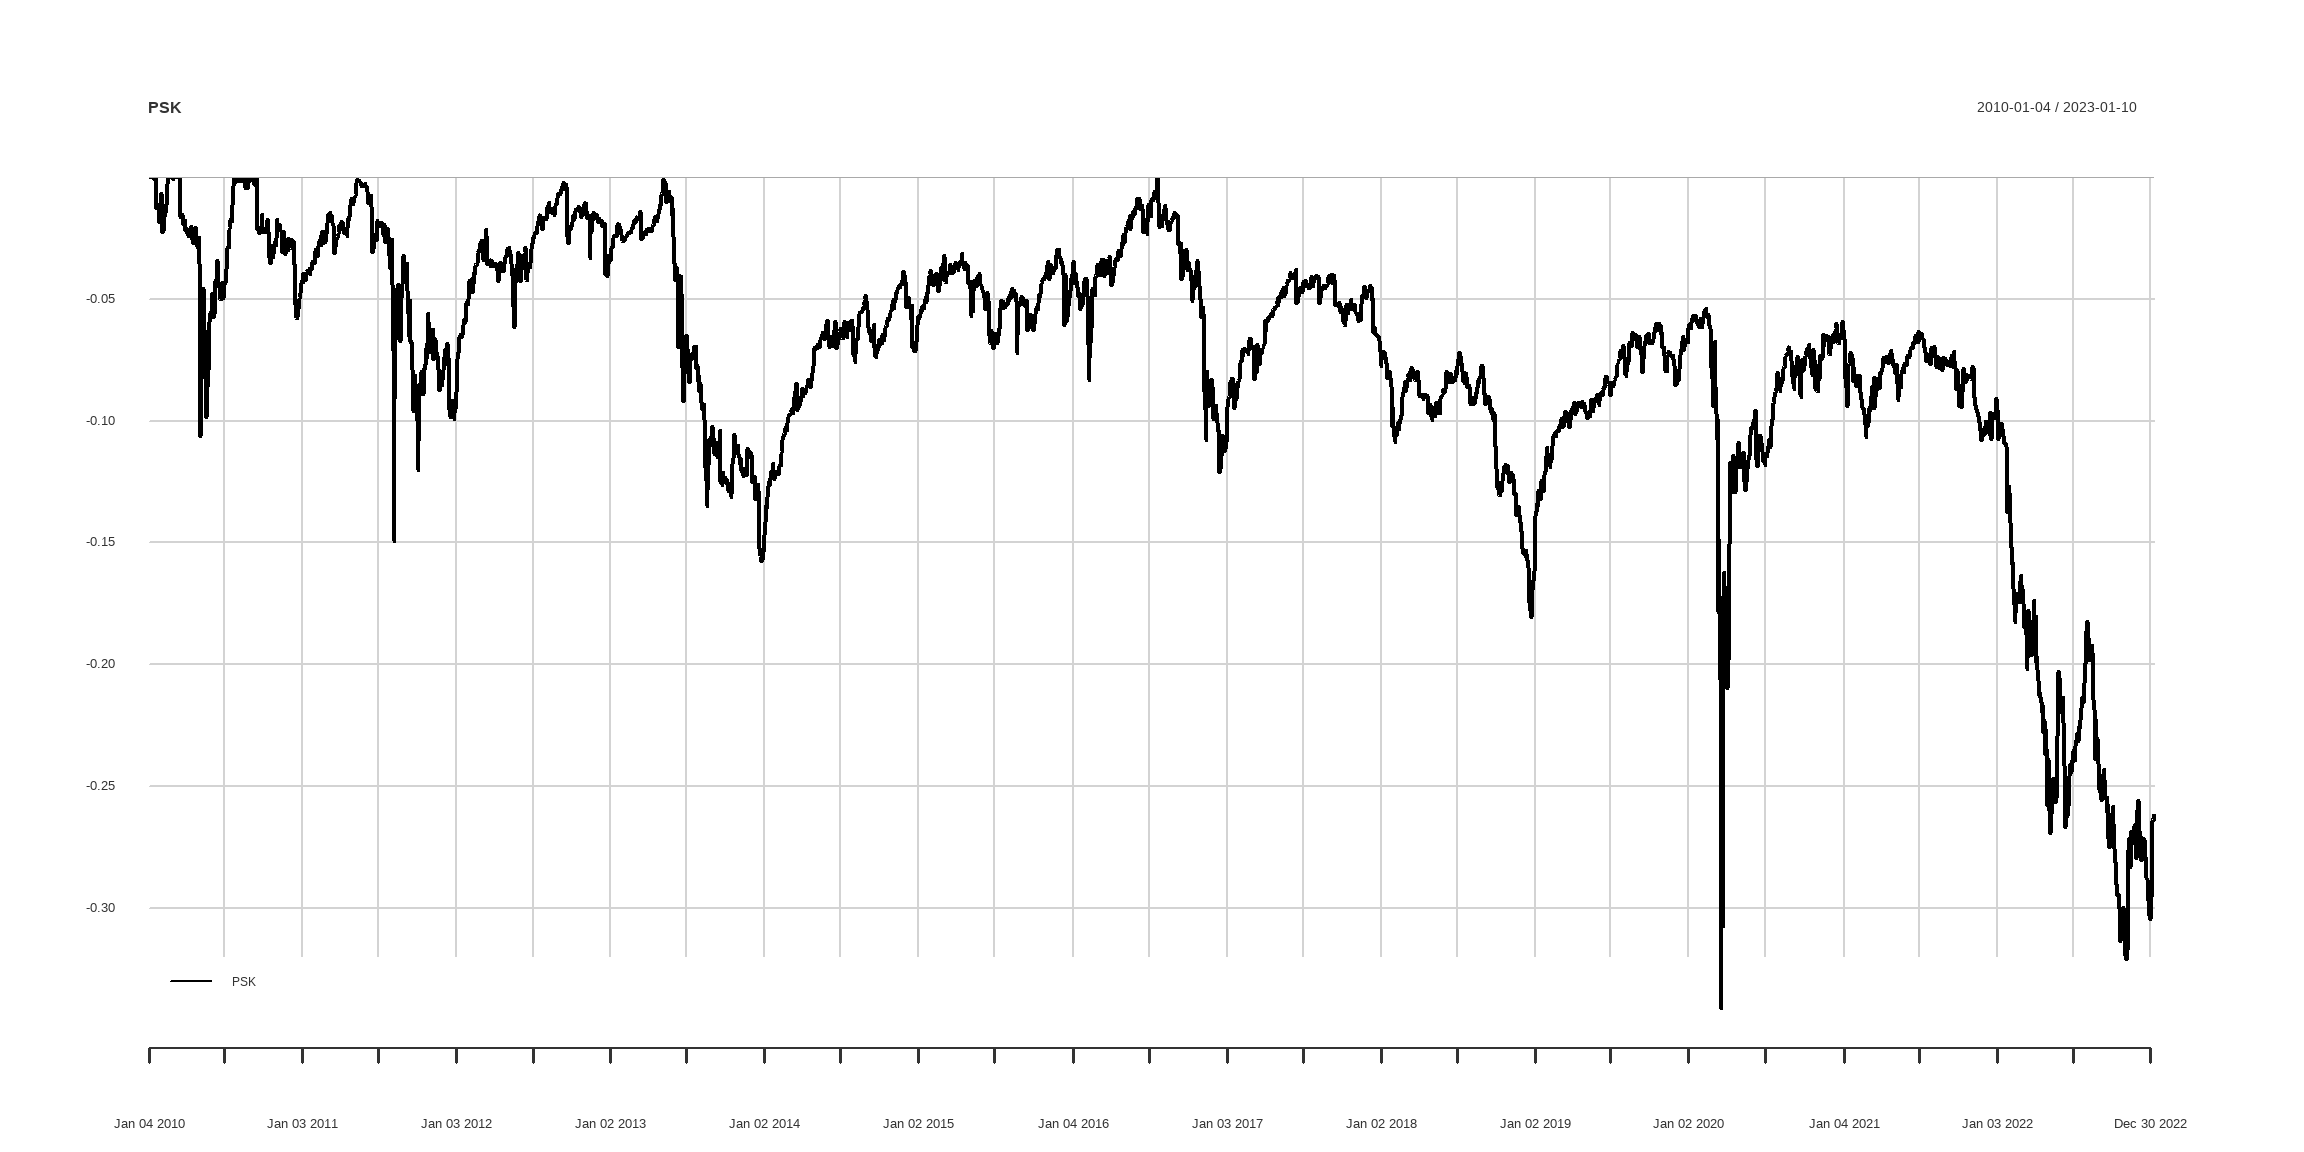 PSK
2010-01-04 / 2023-01-10
-0.05
-0.10
-0.15
-0.20
-0.25
-0.30
PSK
Jan 04 2010
Jan 03 2011
Jan 03 2012
Jan 02 2013
Jan 02 2014
Jan 02 2015
Jan 04 2016
Jan 03 2017
Jan 02 2018
Jan 02 2019
Jan 02 2020
Jan 04 2021
Jan 03 2022
Dec 30 2022